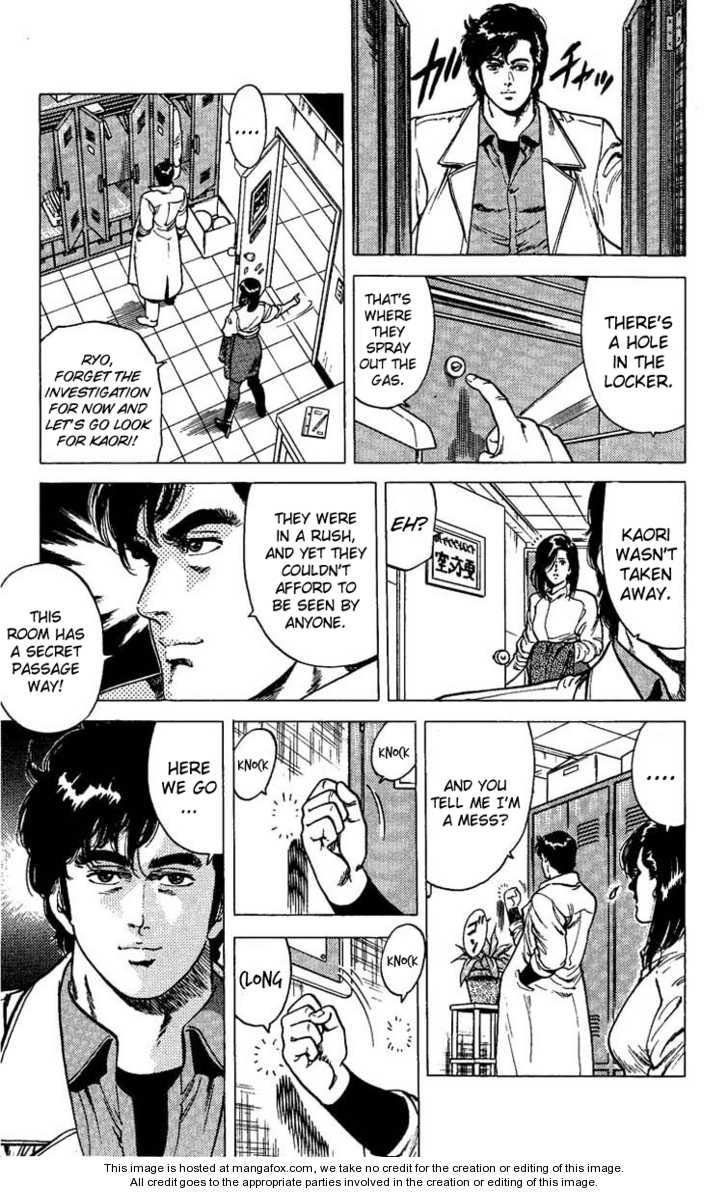 ガチャッ
THERE'S
A HOLE
IN THE
LOCKER.
THAT'S
WHERE
THEY
SPRAY
OUT THE
GAS.
....
RYO,
FORGET THE
INVESTIGATION
FOR NOW AND
LET'S GO LOOK
FOR KAORI!
KAORI
WASN'T
TAKEN
AWAY.
EH?
THEY WERE
IN A RUSH,
AND YET THEY
COULDN'T
AFFORD TO
BE SEEN BY
ANYONE.
THIS
ROOM HAS
A SECRET
PASSAGE
WAY!
....
AND YOU
TELL ME I'M
A MESS?
KNOCK
KNOCK
KNOCK
CLONG
HERE
WE GO
...
This image is hosted at mangafox.com, we take no credit for the creation or editing of this image.
All credit goes to the appropriate parties involved in the creation or editing of this image.